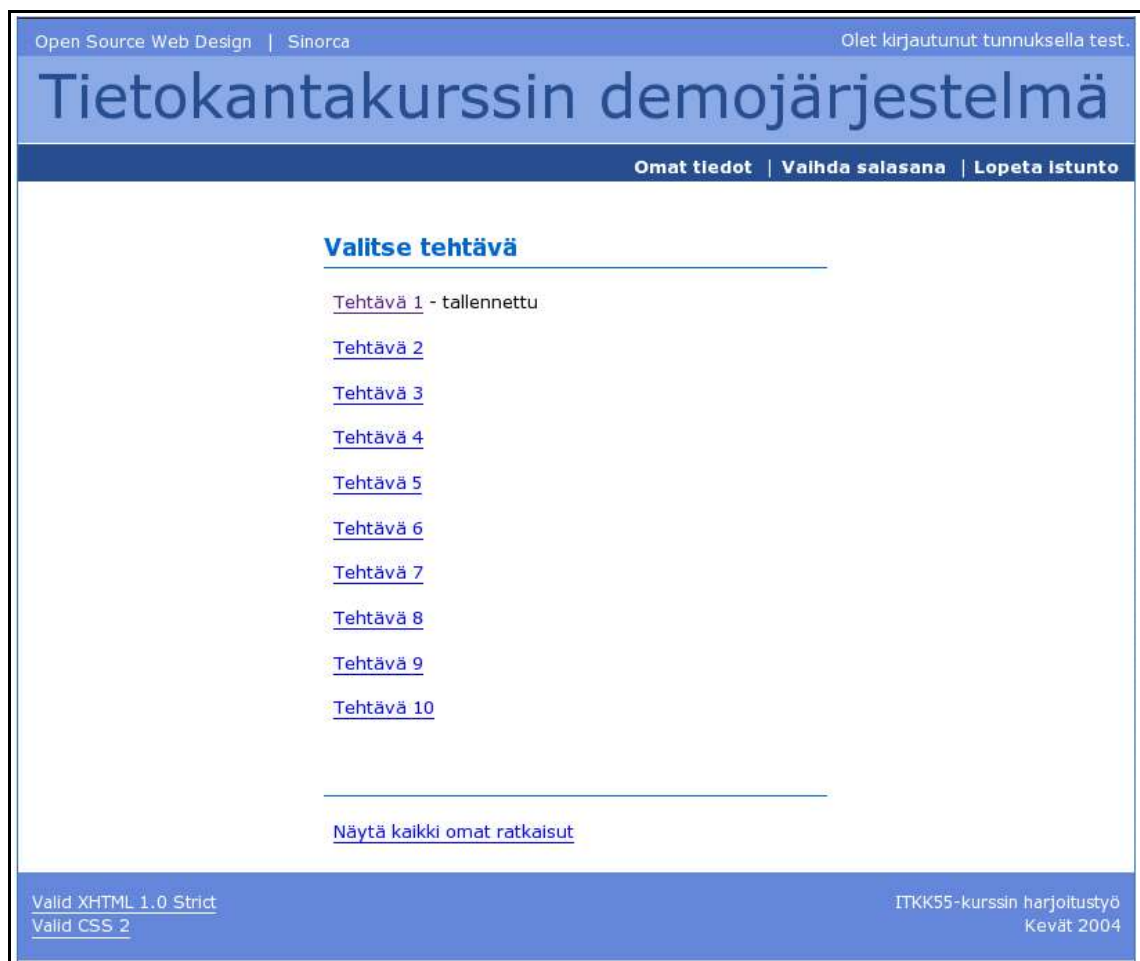 Open Source Web Design | Sinorca
Olet kirjautunut tunnuksella test.
Tietokantakurssin demojärjestelmä
Omat tiedot | Vaihda salasana | Lopeta istunto
Valitse tehtävä
Tehtävä 1 - tallennettu
Tehtävä 2
Tehtävä 3
Tehtävä 4
Tehtävä 5
Tehtävä 6
Tehtävä 7
Tehtävä 8
Tehtävä 9
Tehtävä 10
Näytä kaikki omat ratkaisut
Valid XHTML 1.0 Strict
Valid CSS 2
ITKK55-kurssin harjoitustyö
Kevät 2004